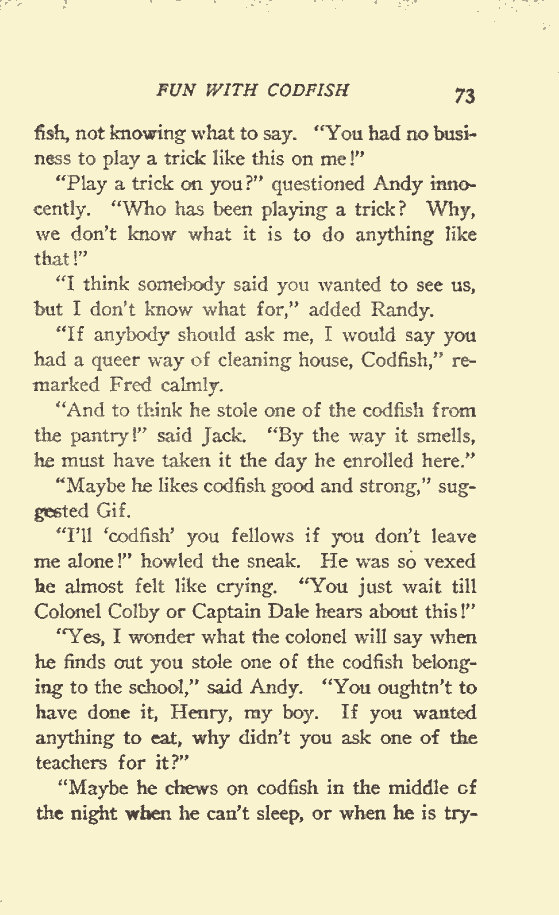 FUN WITH CODFISH 73
fish, not knowing what to say. “You had no busi-
ness to play a trick like this on me!”
“Play a trick on you?” questioned Andy inno-
cently. “Who has been playing a trick? Why,
we don’t know what it is to do anything like
that!”
“I think somebody said you wanted to see us,
but I don’t know what for,” added Randy.
“If anybody should ask me, I would say you
had a queer way of cleaning house, Codfish,” re-
marked Fred calmly.
“And to think he stole one of the codfish from
the pantry!” said Jack. “By the way it smells,
he must have taken it the day he enrolled here.”
“Maybe he likes codfish good and strong,” sug-
gested Gif.
“I’ll ‘codfish’ you fellows if you don’t leave
me alone!” howled the sneak. He was so vexed
he almost felt like crying. “You just wait till
Colonel Colby or Captain Dale hears about this!”
“Yes, I wonder what the colonel will say when
he finds out you stole one of the codfish belong-
ing to the school,” said Andy. “You oughtn’t to
have done it, Henry, my boy. If you wanted
anything to eat, why didn’t you ask one of the
teachers for it?”
“Maybe he chews on codfish in the middle of
the night when he can’t sleep, or when he is try-